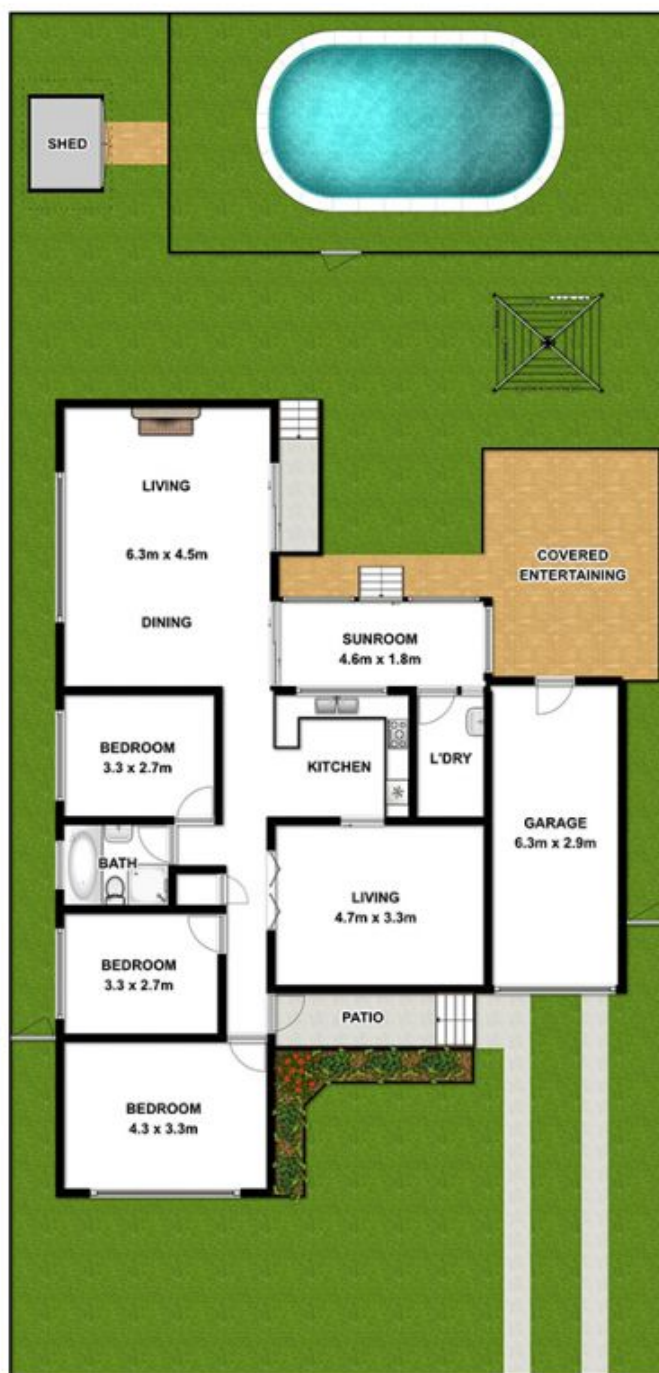 SHED
LIVING
6.3m x 4.5m
DINING
COVERED
ENTERTAINING
SUNROOM
4.6m x 1.8m
BEDROOM
3.3 x 2.7m
KITCHEN
L'DRY
GARAGE
6.3m x 2.9m
BATH
LIVING
4.7m x 3.3m
BEDROOM
3.3 x 2.7m
PATIO
BEDROOM
4.3 x 3.3m